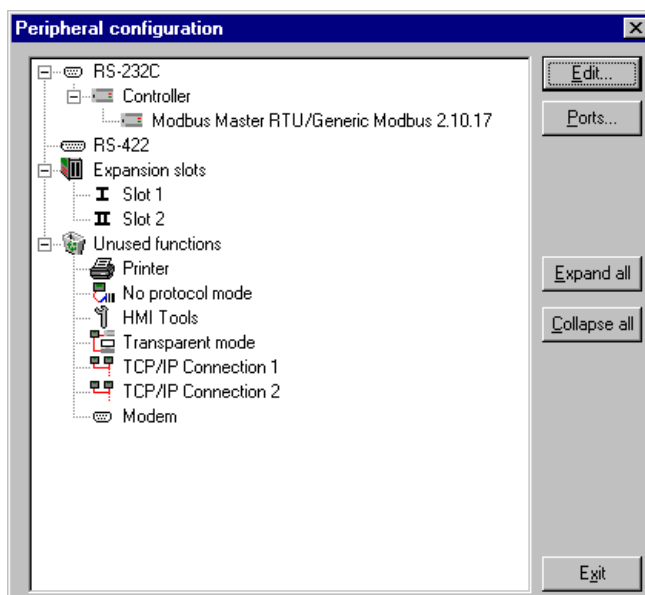 Peripheral configuration
RS-232C
Controller
Modbus Master RTU/Generic Modbus 2.10.17
RS-422
Expansion slots
I Slot 1
II Slot 2
Unused functions
Printer
No protocol mode
HMI Tools
Transparent mode
TCP/IP Connection 1
TCP/IP Connection 2
Modem
Edit...
Ports...
Expand all
Collapse all
Exit